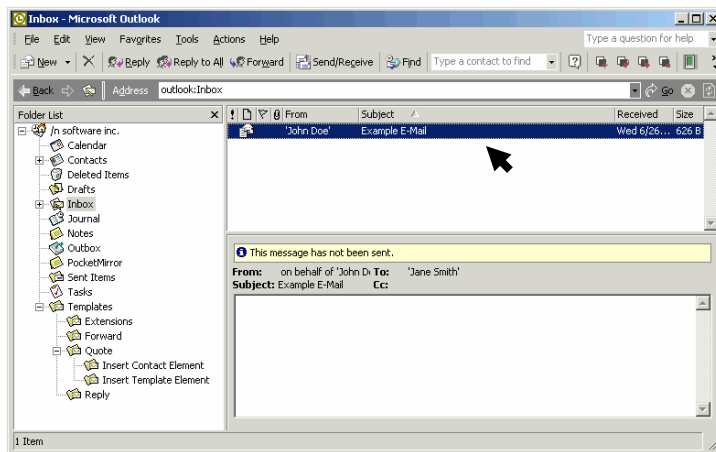 Inbox - Microsoft Outlook
File Edit View Favorites Tools Actions Help Type a question for help
New Reply Reply to All Forward Send/Receive Find Type a contact to find
Back Address outlook:Inbox Go
Folder List
/n software inc.
Calendar
Contacts
Deleted Items
Drafts
Inbox
Journal
Notes
Outbox
PocketMirror
Sent Items
Tasks
Templates
Extensions
Forward
Quote
Insert Contact Element
Insert Template Element
Reply
From Subject Received Size
'John Doe' Example E-Mail Wed 6/26... 626 B
This message has not been sent.
From: on behalf of 'John Do To: 'Jane Smith'
Subject: Example E-Mail Cc:
1 Item